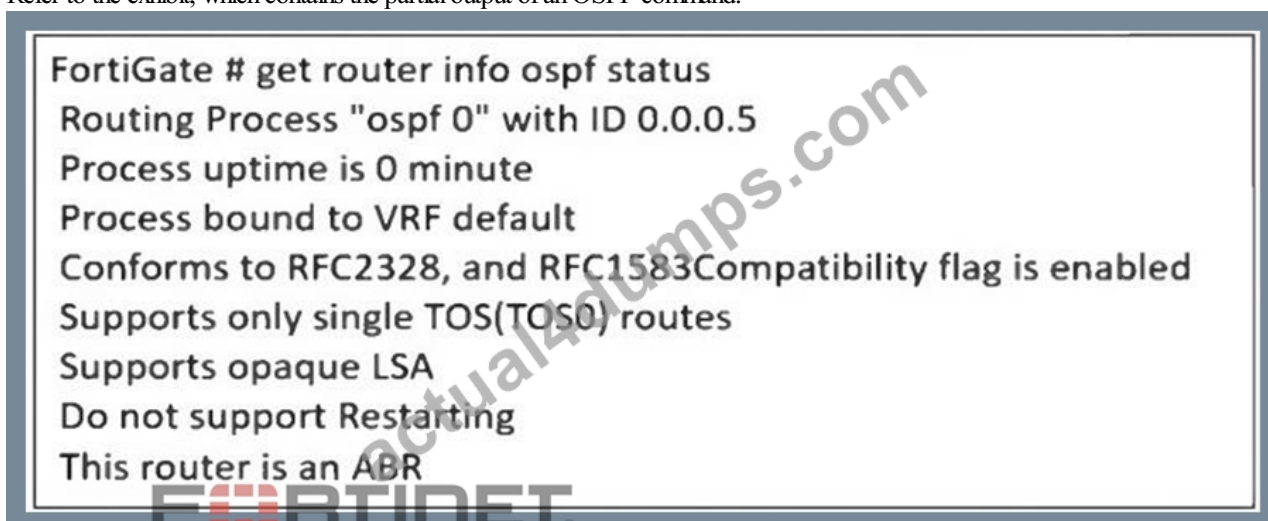 Refer to the exhibit, which contains the partial output of an OSPF command.
FortiGate # get router info ospf status
Routing Process "ospf 0" with ID 0.0.0.5
Process uptime is 0 minute
Process bound to VRF default
Conforms to RFC2328, and RFC1583Compatibility flag is enabled
Supports only single TOS(TOS0) routes
Supports opaque LSA
Do not support Restarting
This router is an ABR
actual4dumps.com
FORTINET